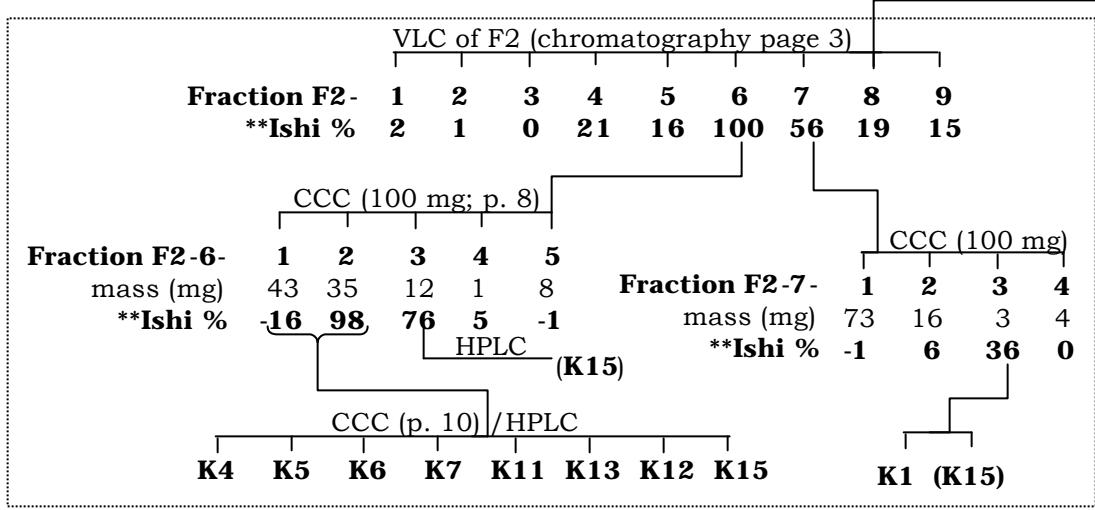 VLC of F2 (chromatography page 3)
Fraction F2- 1 2 3 4 5 6 7 8 9
**Ishi % 2 1 0 21 16 100 56 19 15
CCC (100 mg; p. 8)
Fraction F2-6- 1 2 3 4 5
mass (mg) 43 35 12 1 8
**Ishi % -16 98 76 5 -1
HPLC
(K15)
CCC (100 mg)
Fraction F2-7- 1 2 3 4
mass (mg) 73 16 3 4
**Ishi % -1 6 36 0
CCC (p. 10) /HPLC
K4 K5 K6 K7 K11 K13 K12 K15
K1 (K15)